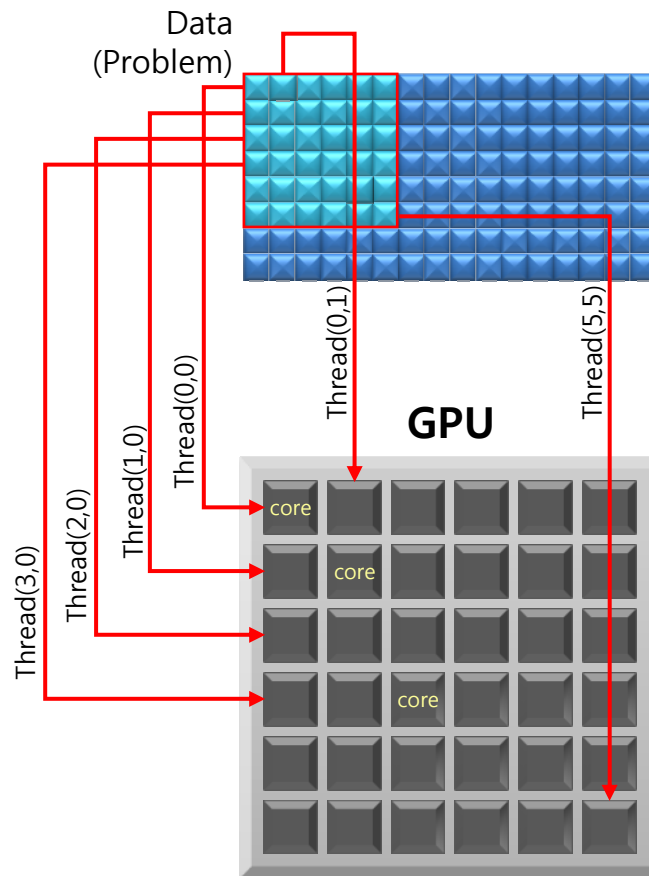 Data
(Problem)
Thread(0,0)
Thread(1,0)
Thread(2,0)
Thread(3,0)
Thread(0,1)
Thread(5,5)
GPU
core
core
core